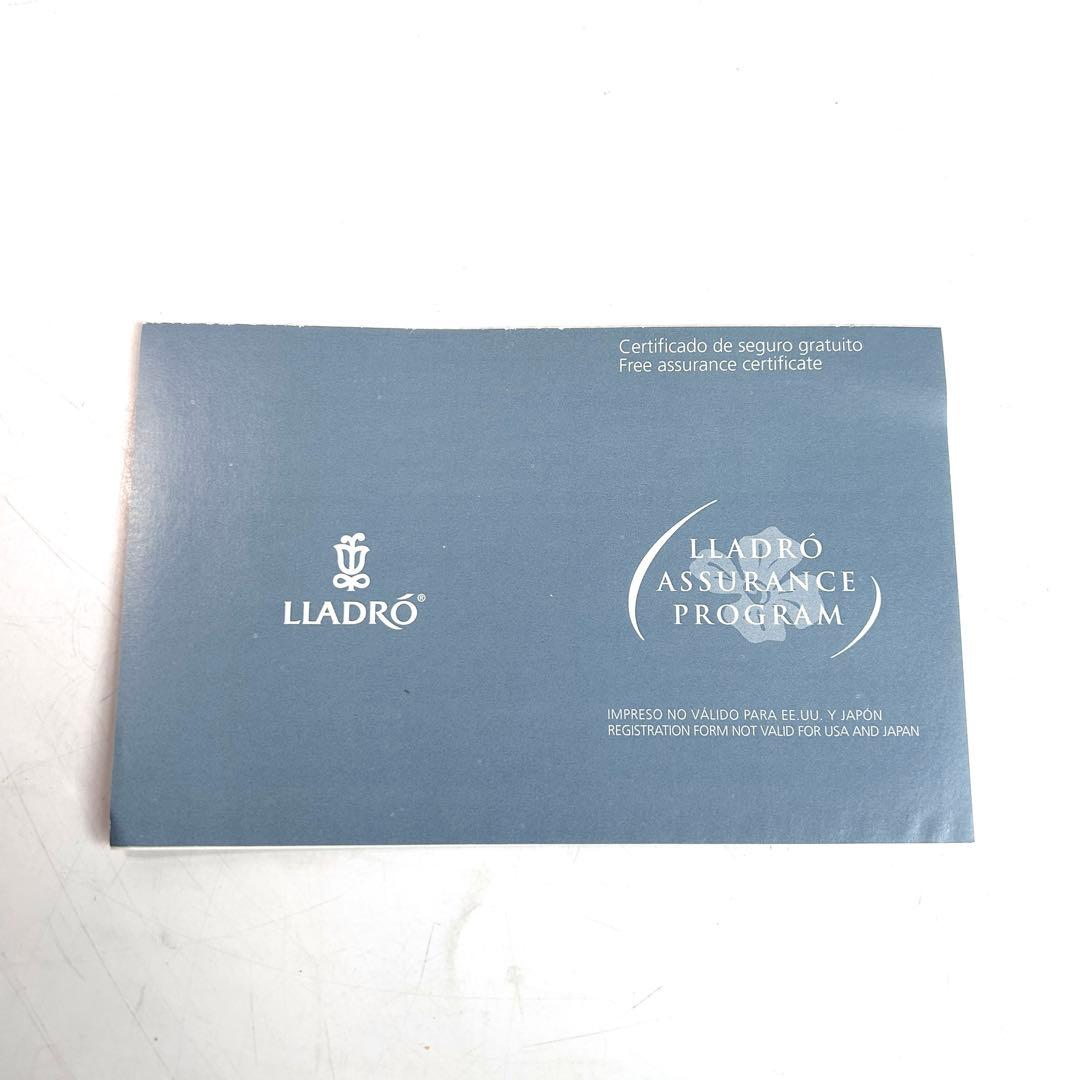 Certificado de seguro gratuito
Free assurance certificate
LLADRÓ®
LLADRÓ
ASSURANCE
PROGRAM
IMPRESO NO VÁLIDO PARA EE.UU. Y JAPÓN
REGISTRATION FORM NOT VALID FOR USA AND JAPAN